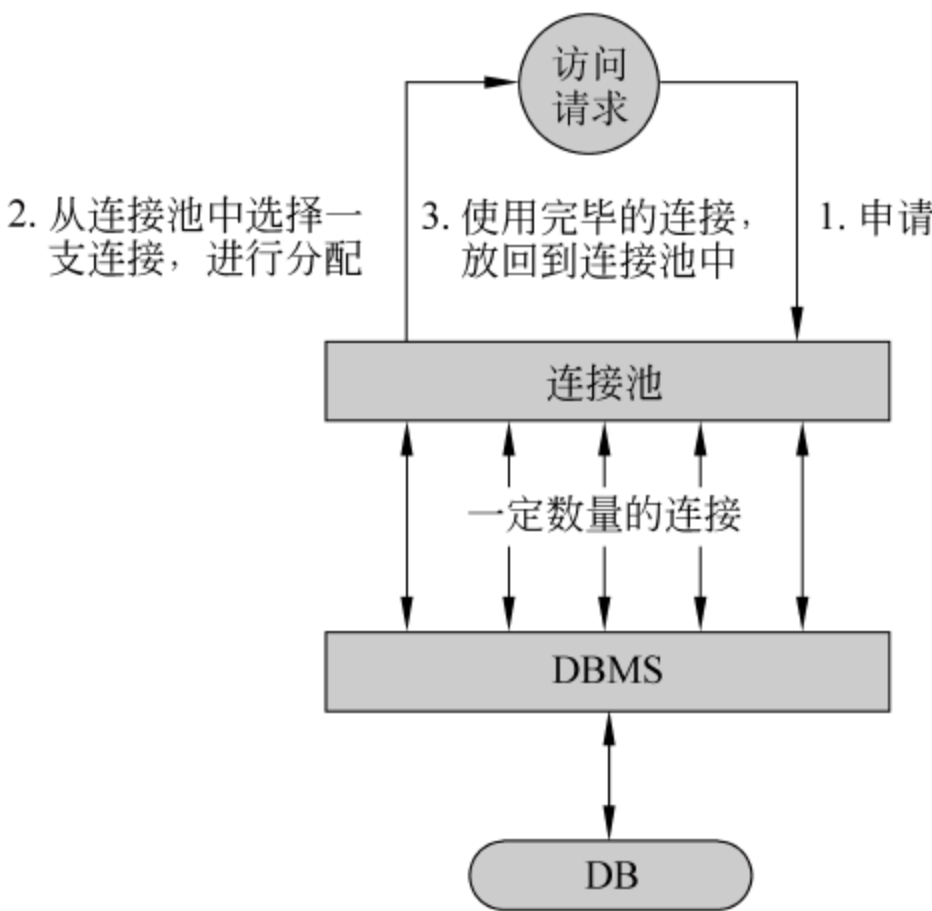 访问
请求
2. 从连接池中选择一
支连接，进行分配
3. 使用完毕的连接，
放回到连接池中
1. 申请
连接池
一定数量的连接
DBMS
DB